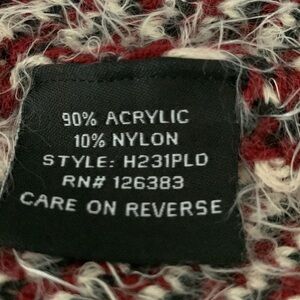 90% ACRYLIC
10% NYLON
STYLE: H231PLD
RN# 126383
CARE ON REVERSE